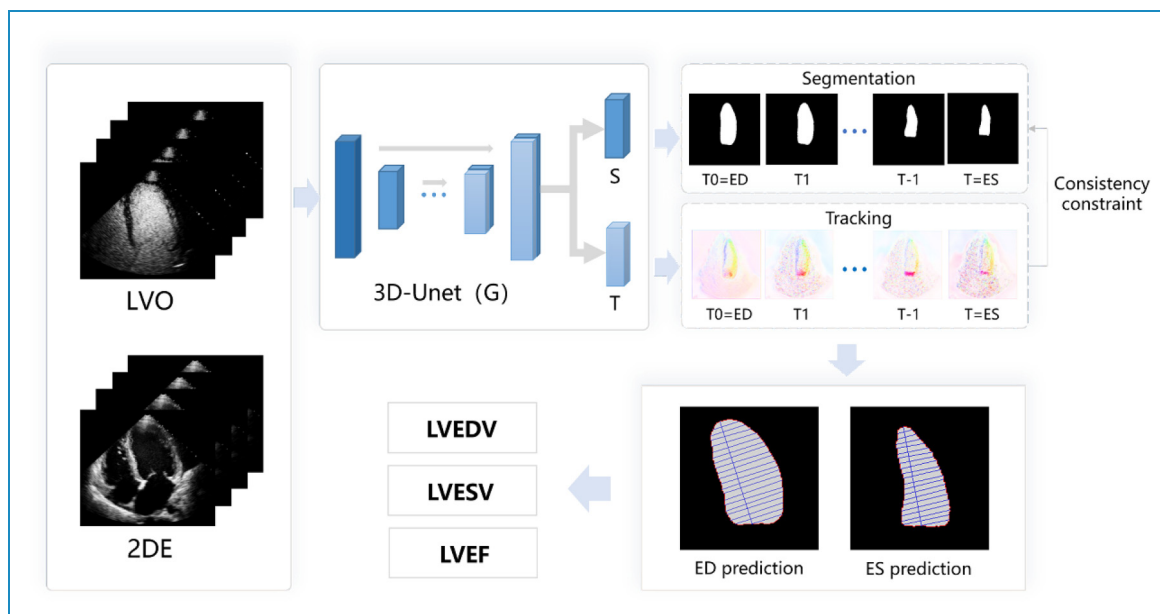 LVO
2DE
3D-Unet（G）
S
T
Segmentation
T0=ED T1 T-1 T=ES
Tracking
T0=ED T1 T-1 T=ES
Consistency
constraint
LVEDV
LVESV
LVEF
ED prediction ES prediction